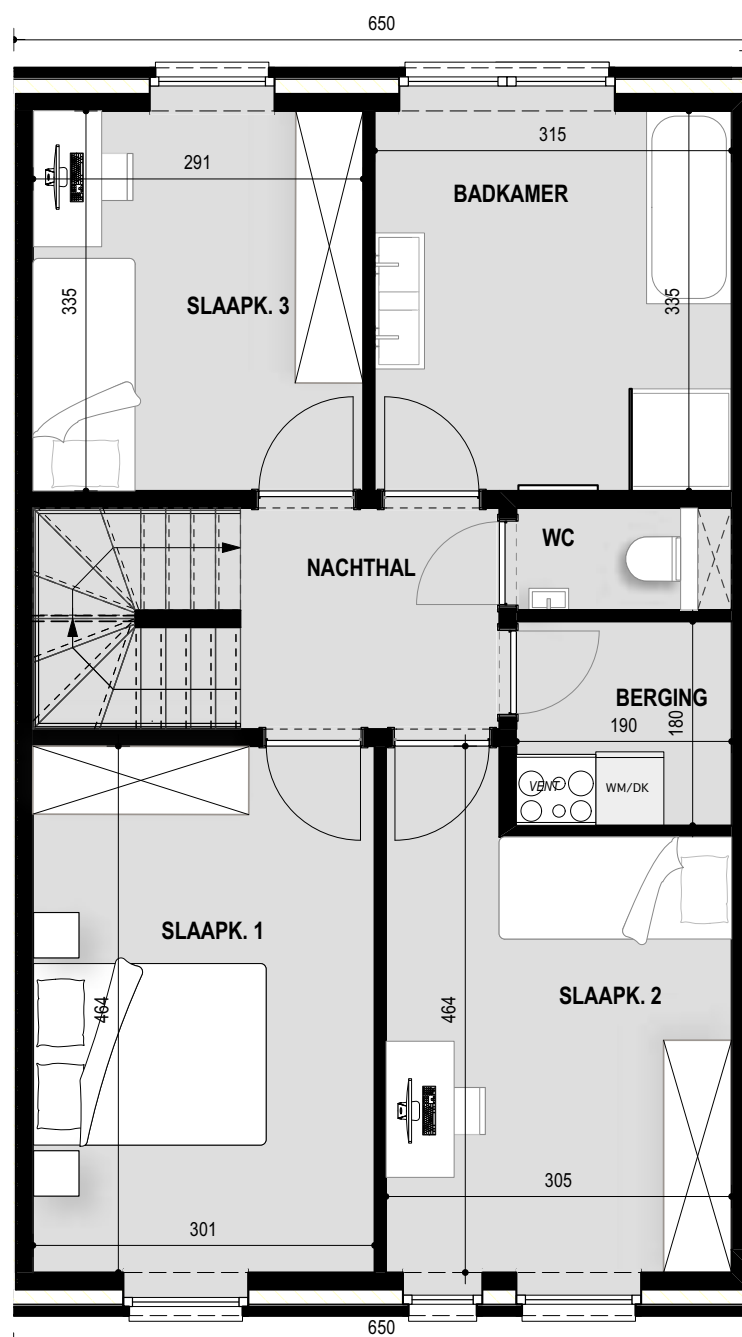 650
291
315
BADKAMER
335
SLAAPK. 3
335
WC
NACHTHAL
BERGING
190
180
VENT
WM/DK
SLAAPK. 1
464
464
SLAAPK. 2
305
301
650